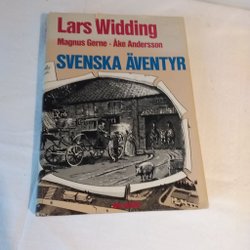 Lars Widding
Magnus Gerne · Åke Andersson
SVENSKA ÄVENTYR